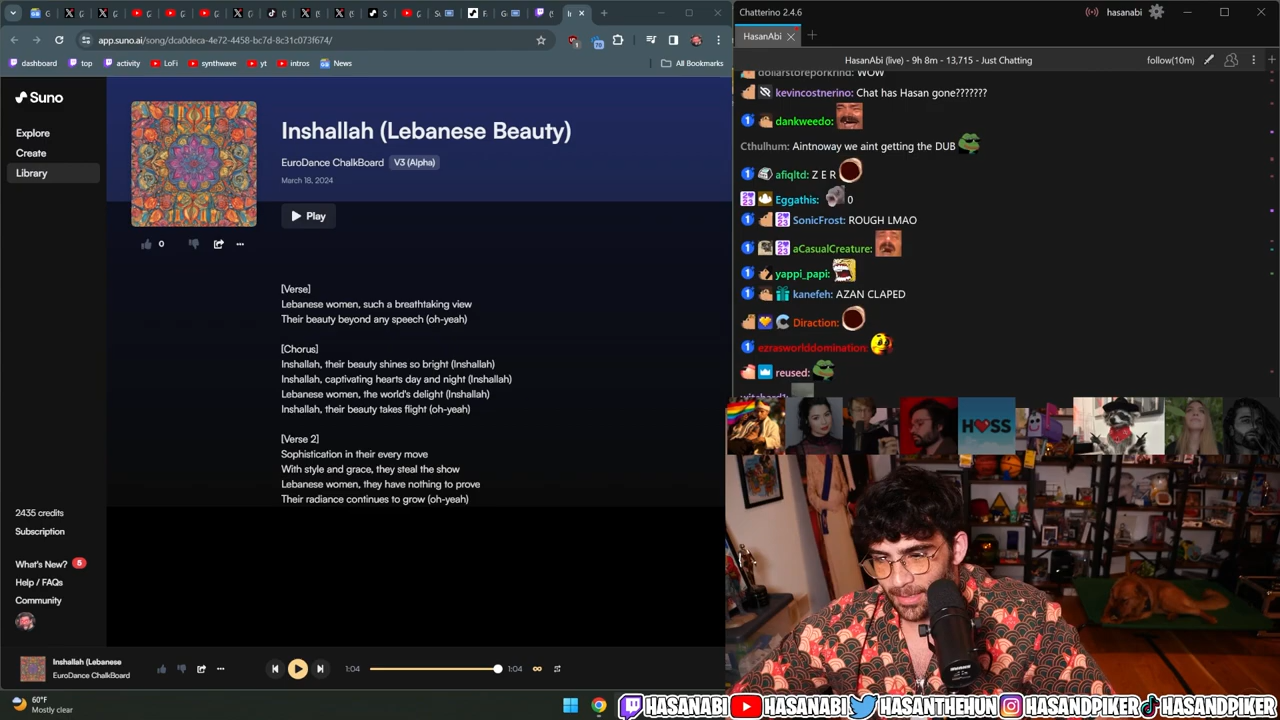 Chatterino 2.4.6
hasanabi
HasanAbi
HasanAbi (live) - 9h 8m - 13,715 - Just Chatting
follow(10m)
app.suno.ai/song/dca0deca-4e72-4458-bc7d-8c31c073f674/
dashboard
top
activity
LoFi
synthwave
yt
intros
News
All Bookmarks
Suno
Explore
Create
Library
Inshallah (Lebanese Beauty)
EuroDance ChalkBoard
V3 (Alpha)
March 18, 2024
Play
0
[Verse]
Lebanese women, such a breathtaking view
Their beauty beyond any speech (oh-yeah)
[Chorus]
Inshallah, their beauty shines so bright (Inshallah)
Inshallah, captivating hearts day and night (Inshallah)
Lebanese women, the world's delight (Inshallah)
Inshallah, their beauty takes flight (oh-yeah)
[Verse 2]
Sophistication in their every move
With style and grace, they steal the show
Lebanese women, they have nothing to prove
Their radiance continues to grow (oh-yeah)
2435 credits
Subscription
What's New?
Help / FAQs
Community
Inshallah (Lebanese
EuroDance ChalkBoard
1:04
1:04
60°F
Mostly clear
dollarstoreporkrind: WOW
kevincostnerino: Chat has Hasan gone???????
dankweedo:
Cthulhum: Aintnoway we aint getting the DUB
afiqltd: Z E R
Eggathis: 0
SonicFrost: ROUGH LMAO
aCasualCreature:
yappi_papi:
kanefeh: AZAN CLAPED
Diraction:
ezrasworlddomination:
reused:
HOSS
HASANABI
HASANABI
HASANTHEHUN
HASANDPIKER
HASANDPIKER